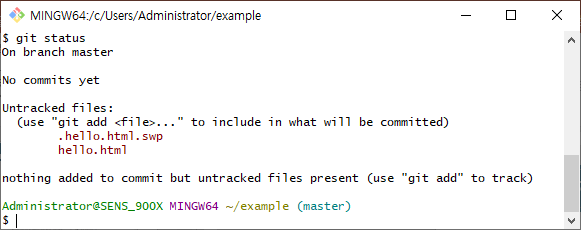 MINGW64:/c/Users/Administrator/example
$ git status
On branch master
No commits yet
Untracked files:
(use "git add <file>..." to include in what will be committed)
.hello.html.swp
hello.html
nothing added to commit but untracked files present (use "git add" to track)
Administrator@SENS_900X MINGW64 ~/example (master)
$